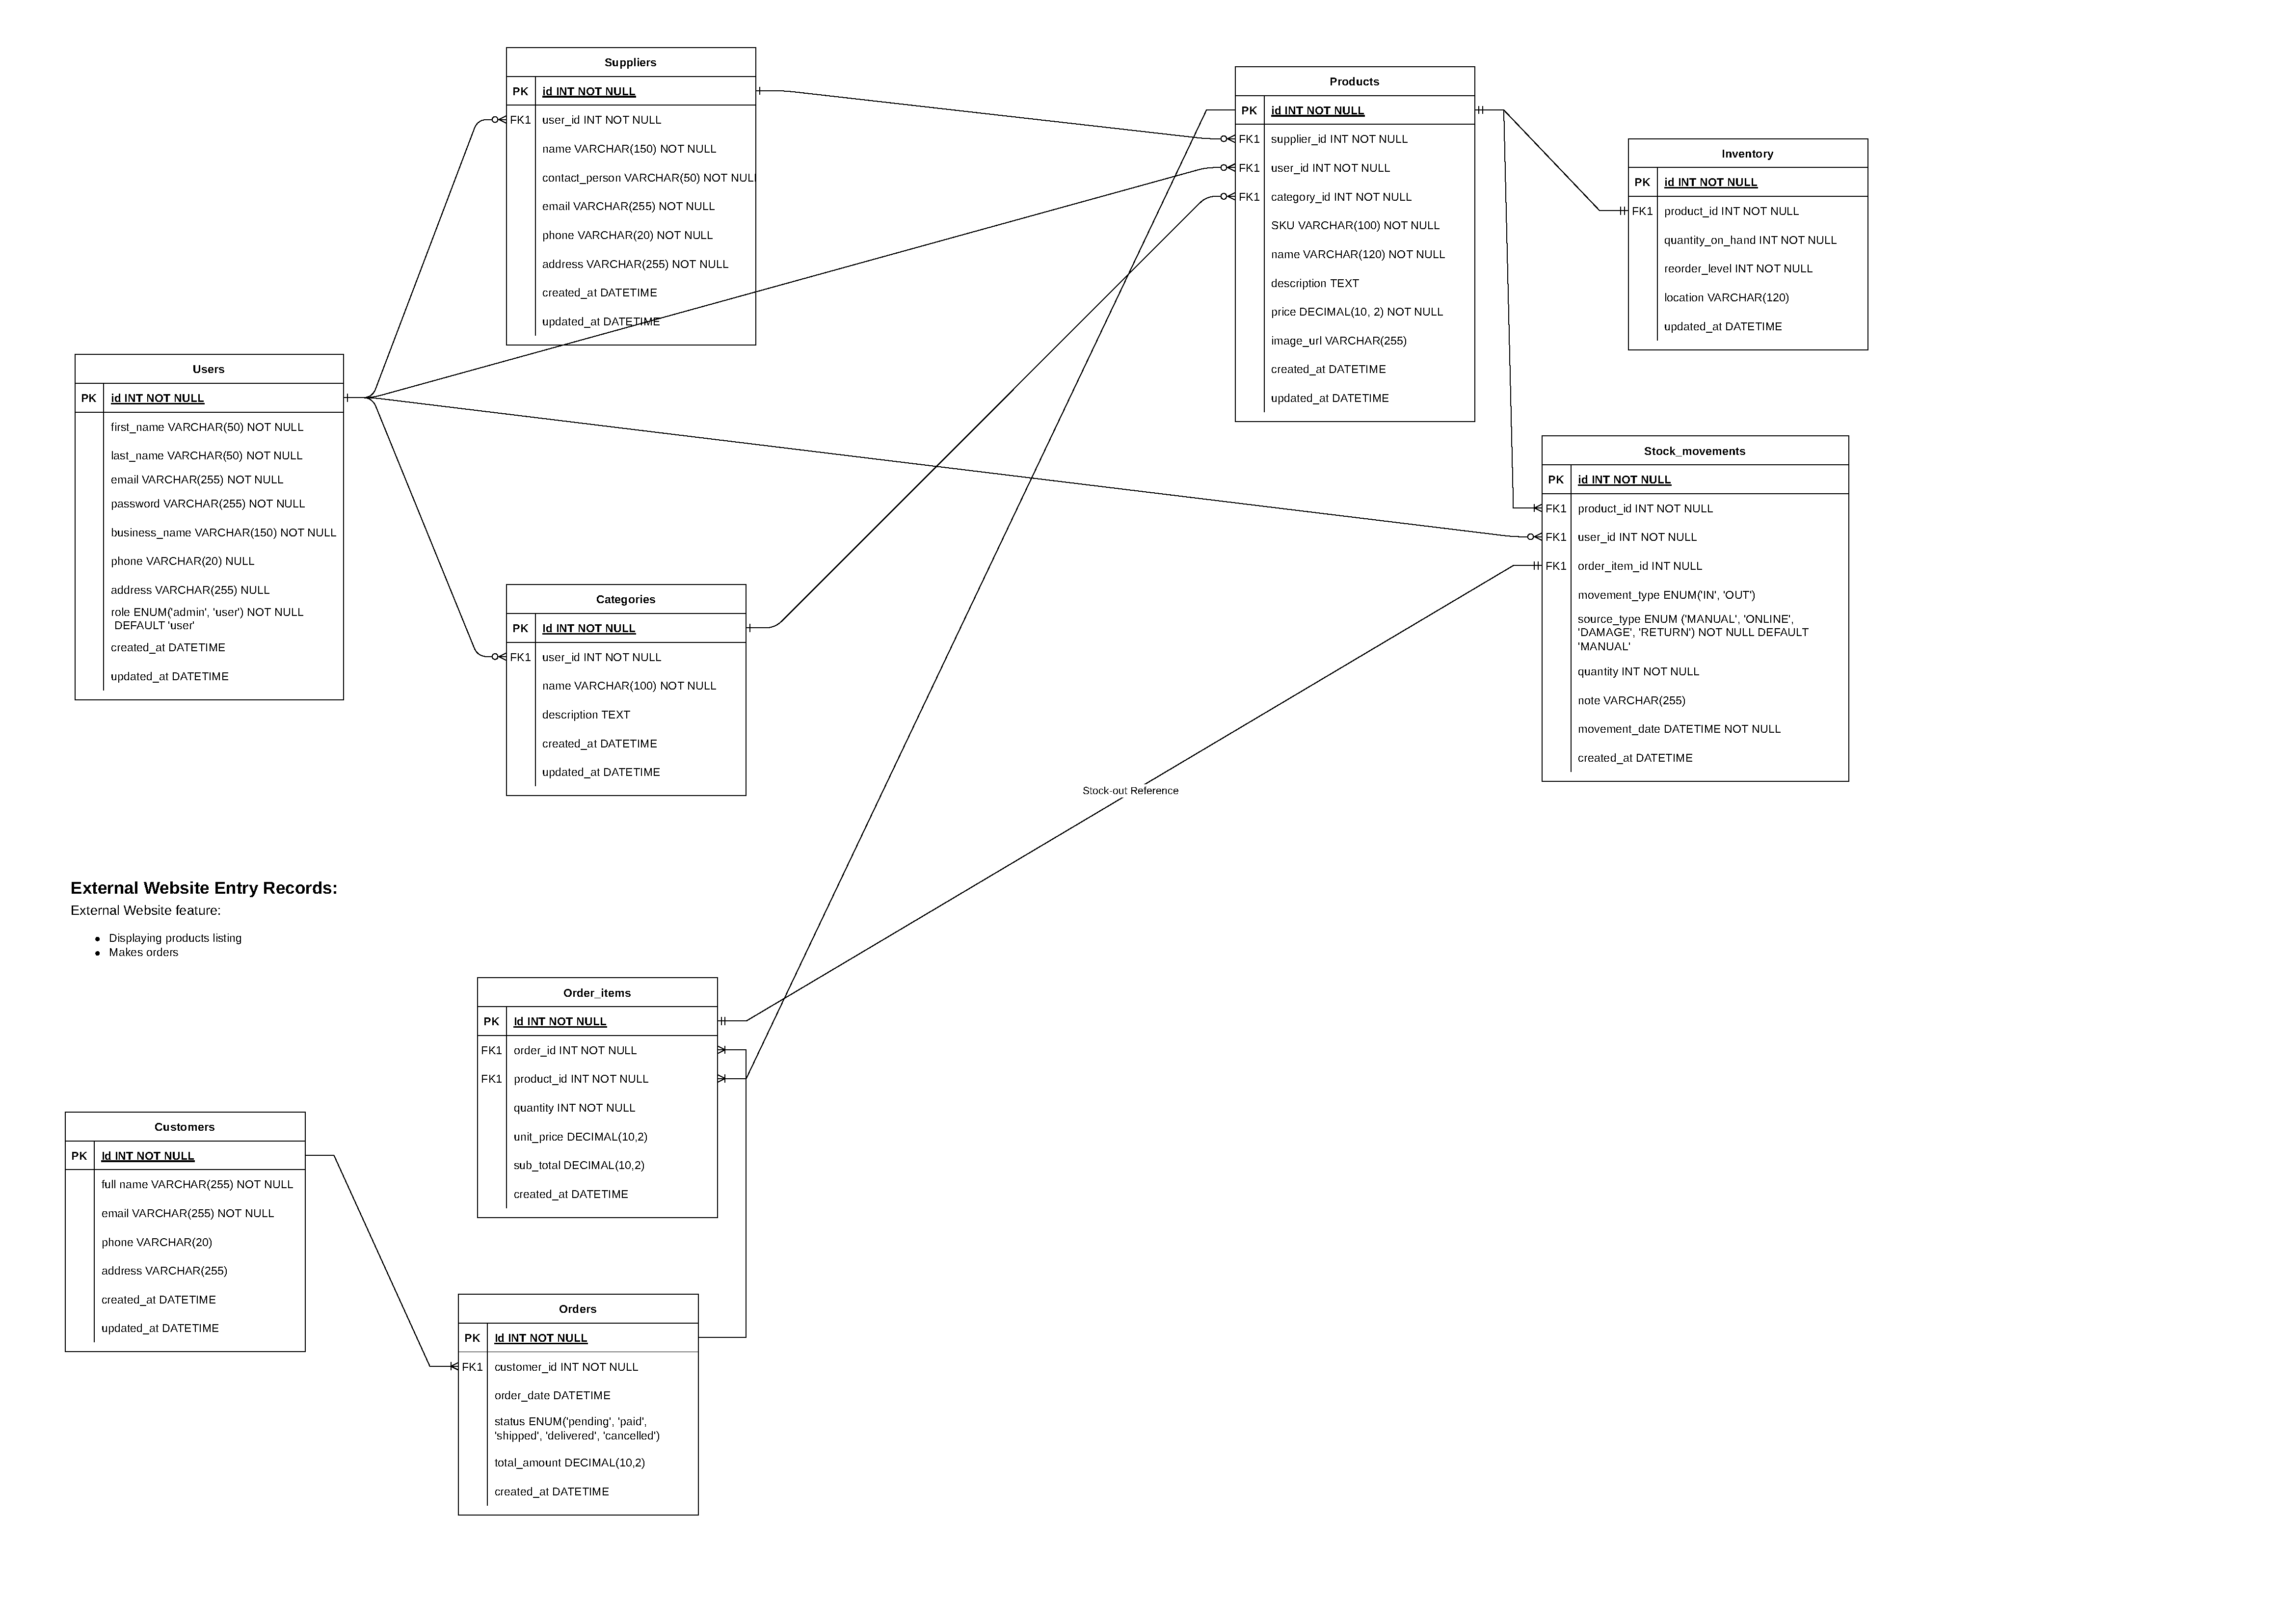 Suppliers
PK id INT NOT NULL
FK1 user_id INT NOT NULL
name VARCHAR(150) NOT NULL
contact_person VARCHAR(50) NOT NUL
email VARCHAR(255) NOT NULL
phone VARCHAR(20) NOT NULL
address VARCHAR(255) NOT NULL
created_at DATETIME
updated_at DATETIME
Products
PK id INT NOT NULL
FK1 supplier_id INT NOT NULL
FK1 user_id INT NOT NULL
FK1 category_id INT NOT NULL
SKU VARCHAR(100) NOT NULL
name VARCHAR(120) NOT NULL
description TEXT
price DECIMAL(10, 2) NOT NULL
image_url VARCHAR(255)
created_at DATETIME
updated_at DATETIME
Inventory
PK id INT NOT NULL
FK1 product_id INT NOT NULL
quantity_on_hand INT NOT NULL
reorder_level INT NOT NULL
location VARCHAR(120)
updated_at DATETIME
Users
PK id INT NOT NULL
first_name VARCHAR(50) NOT NULL
last_name VARCHAR(50) NOT NULL
email VARCHAR(255) NOT NULL
password VARCHAR(255) NOT NULL
business_name VARCHAR(150) NOT NULL
phone VARCHAR(20) NULL
address VARCHAR(255) NULL
role ENUM('admin', 'user') NOT NULL
DEFAULT 'user'
created_at DATETIME
updated_at DATETIME
Stock_movements
PK id INT NOT NULL
FK1 product_id INT NOT NULL
FK1 user_id INT NOT NULL
FK1 order_item_id INT NULL
movement_type ENUM('IN', 'OUT')
source_type ENUM ('MANUAL', 'ONLINE',
'DAMAGE', 'RETURN') NOT NULL DEFAULT
'MANUAL'
quantity INT NOT NULL
note VARCHAR(255)
movement_date DATETIME NOT NULL
created_at DATETIME
Categories
PK Id INT NOT NULL
FK1 user_id INT NOT NULL
name VARCHAR(100) NOT NULL
description TEXT
created_at DATETIME
updated_at DATETIME
Stock-out Reference
External Website Entry Records:
External Website feature:
● Displaying products listing
● Makes orders
Order_items
PK Id INT NOT NULL
FK1 order_id INT NOT NULL
FK1 product_id INT NOT NULL
quantity INT NOT NULL
unit_price DECIMAL(10,2)
sub_total DECIMAL(10,2)
created_at DATETIME
Customers
PK Id INT NOT NULL
full name VARCHAR(255) NOT NULL
email VARCHAR(255) NOT NULL
phone VARCHAR(20)
address VARCHAR(255)
created_at DATETIME
updated_at DATETIME
Orders
PK Id INT NOT NULL
FK1 customer_id INT NOT NULL
order_date DATETIME
status ENUM('pending', 'paid',
'shipped', 'delivered', 'cancelled')
total_amount DECIMAL(10,2)
created_at DATETIME